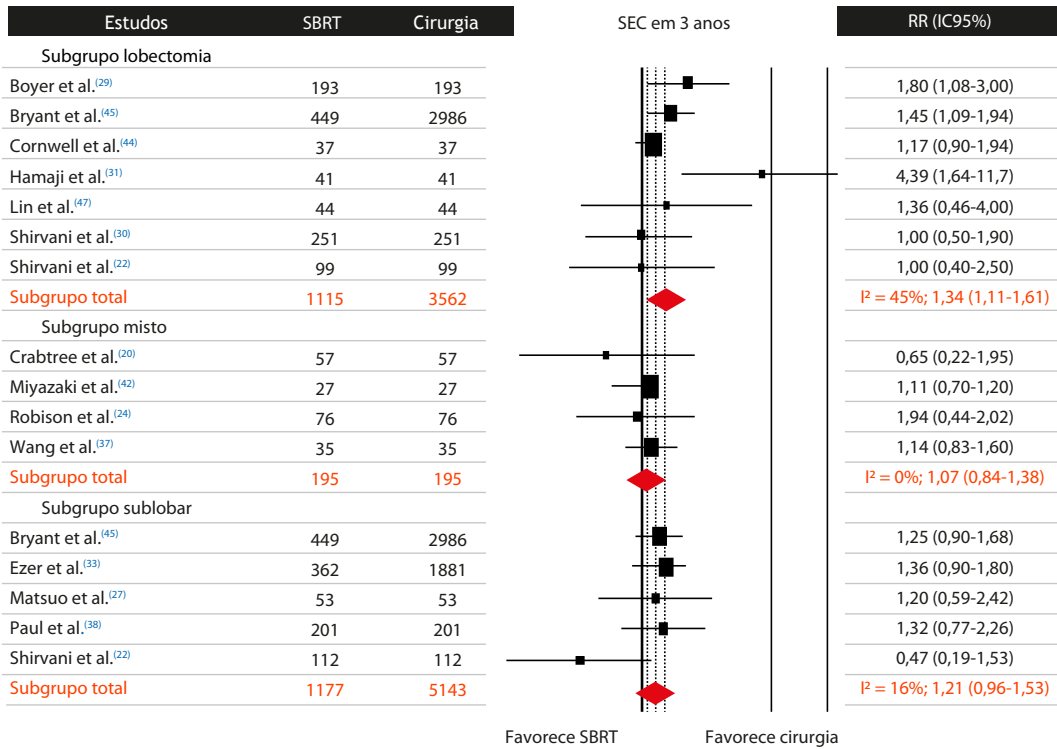 Estudos SBRT Cirurgia SEC em 3 anos RR (IC95%)
Subgrupo lobectomia
Boyer et al.(29) 193 193 1,80 (1,08-3,00)
Bryant et al.(45) 449 2986 1,45 (1,09-1,94)
Cornwell et al.(44) 37 37 1,17 (0,90-1,94)
Hamaji et al.(31) 41 41 4,39 (1,64-11,7)
Lin et al.(47) 44 44 1,36 (0,46-4,00)
Shirvani et al.(30) 251 251 1,00 (0,50-1,90)
Shirvani et al.(22) 99 99 1,00 (0,40-2,50)
Subgrupo total 1115 3562 I² = 45%; 1,34 (1,11-1,61)
Subgrupo misto
Crabtree et al.(20) 57 57 0,65 (0,22-1,95)
Miyazaki et al.(42) 27 27 1,11 (0,70-1,20)
Robison et al.(24) 76 76 1,94 (0,44-2,02)
Wang et al.(37) 35 35 1,14 (0,83-1,60)
Subgrupo total 195 195 I² = 0%; 1,07 (0,84-1,38)
Subgrupo sublobar
Bryant et al.(45) 449 2986 1,25 (0,90-1,68)
Ezer et al.(33) 362 1881 1,36 (0,90-1,80)
Matsuo et al.(27) 53 53 1,20 (0,59-2,42)
Paul et al.(38) 201 201 1,32 (0,77-2,26)
Shirvani et al.(22) 112 112 0,47 (0,19-1,53)
Subgrupo total 1177 5143 I² = 16%; 1,21 (0,96-1,53)
Favorece SBRT Favorece cirurgia